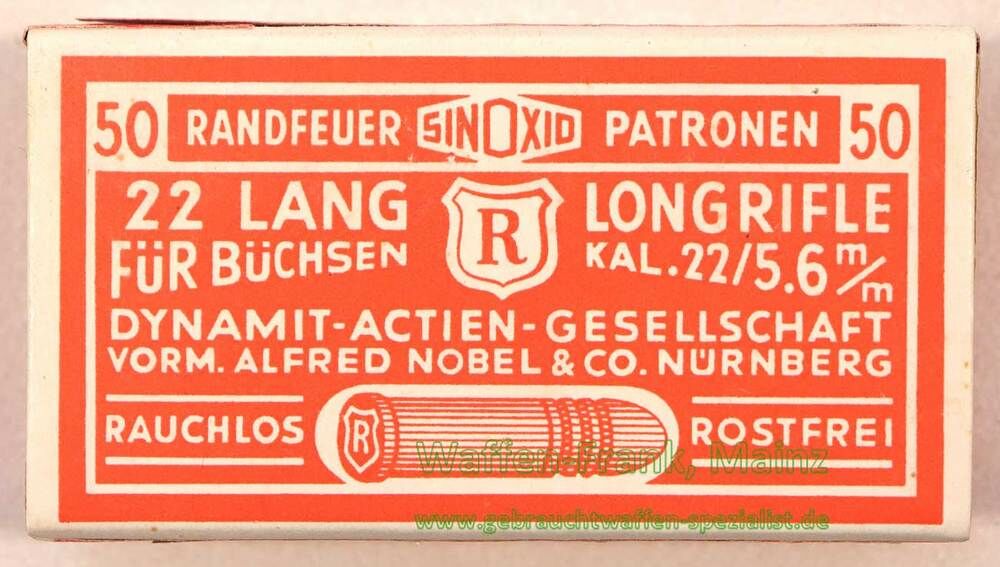 50 RANDFEUER SINOXID PATRONEN 50
22 LANG R LONGRIFLE
FÜR BÜCHSEN KAL.22/5.6 m/m
DYNAMIT-ACTIEN-GESELLSCHAFT
VORM. ALFRED NOBEL & CO. NÜRNBERG
RAUCHLOS R ROSTFREI
Waffen-Frank, Mainz
www.gebrauchtwaffen-spezialist.de